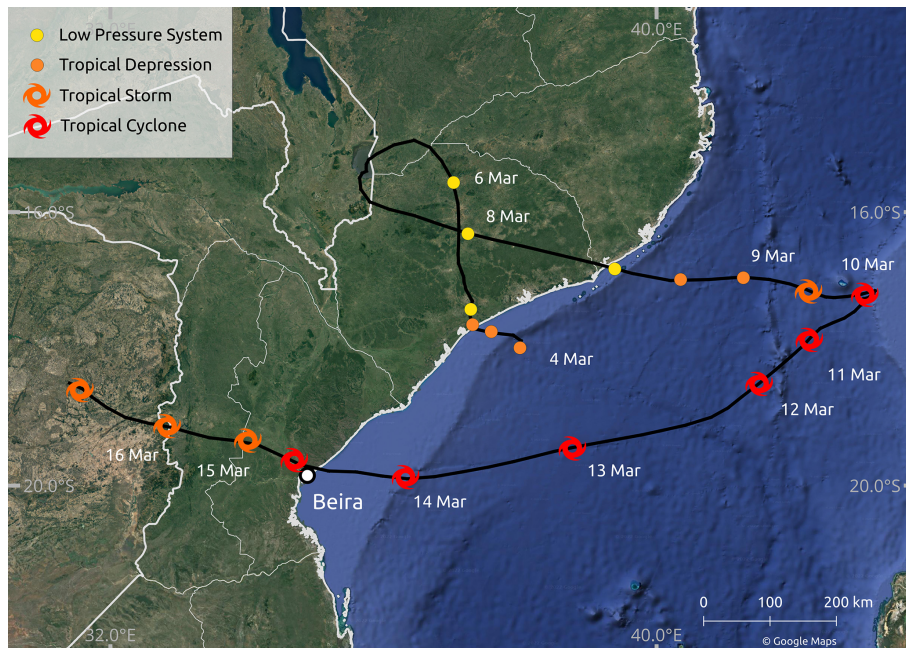 32.0°E
40.0°E
Low Pressure System
Tropical Depression
Tropical Storm
Tropical Cyclone
6 Mar
16.0°S
8 Mar
16.0°S
9 Mar
10 Mar
4 Mar
11 Mar
12 Mar
16 Mar
15 Mar
13 Mar
20.0°S
Beira
14 Mar
20.0°S
0 100 200 km
32.0°E
40.0°E
© Google Maps